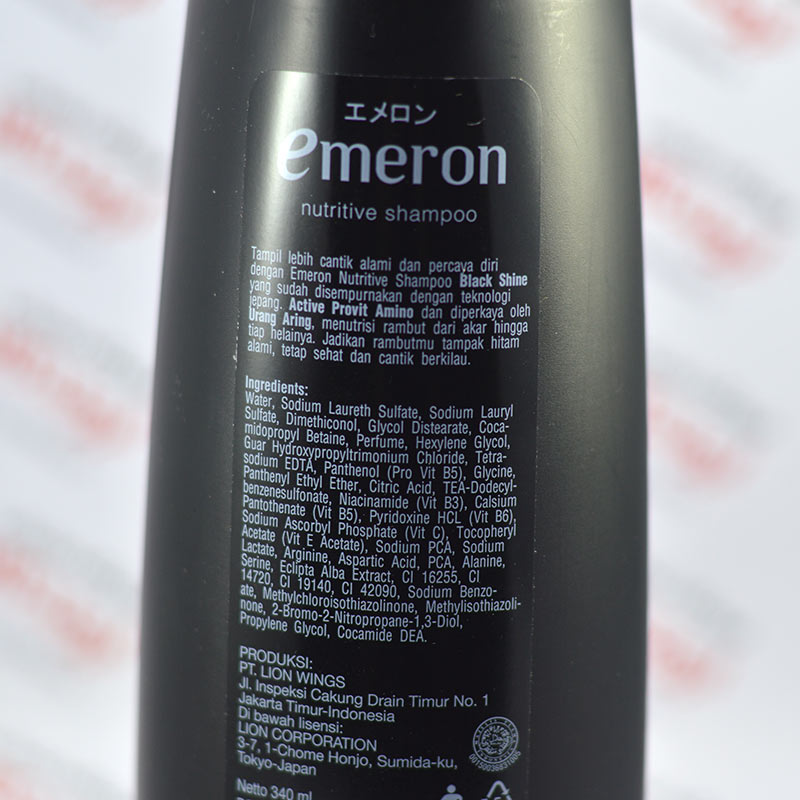 エメロン
emeron
nutritive shampoo
Tampil lebih cantik alami dan percaya diri
dengan Emeron Nutritive Shampoo Black Shine
yang sudah disempurnakan dengan teknologi
jepang. Active Provit Amino dan diperkaya oleh
Urang Aring, menutrisi rambut dari akar hingga
tiap helainya. Jadikan rambutmu tampak hitam
alami, tetap sehat dan cantik berkilau.
Ingredients:
Water, Sodium Laureth Sulfate, Sodium Lauryl
Sulfate, Dimethiconol, Glycol Distearate, Coca-
midopropyl Betaine, Perfume, Hexylene Glycol,
Guar Hydroxypropyltrimonium Chloride, Tetra-
sodium EDTA, Panthenol (Pro Vit B5), Glycine,
Panthenyl Ethyl Ether, Citric Acid, TEA-Dodecyl-
benzenesulfonate, Niacinamide (Vit B3), Calsium
Pantothenate (Vit B5), Pyridoxine HCL (Vit B6),
Sodium Ascorbyl Phosphate (Vit C), Tocopheryl
Acetate (Vit E Acetate), Sodium PCA, Sodium
Lactate, Arginine, Aspartic Acid, PCA, Alanine,
Serine, Eclipta Alba Extract, CI 16255, CI
14720, CI 19140, CI 42090, Sodium Benzo-
ate, Methylchloroisothiazolinone, Methylisothiazoli-
none, 2-Bromo-2-Nitropropane-1,3-Diol,
Propylene Glycol, Cocamide DEA.
PRODUKSI:
PT. LION WINGS
Jl. Inspeksi Cakung Drain Timur No. 1
Jakarta Timur-Indonesia
Di bawah lisensi:
LION CORPORATION
3-7, 1-Chome Honjo, Sumida-ku,
Tokyo-Japan
Netto 340 ml